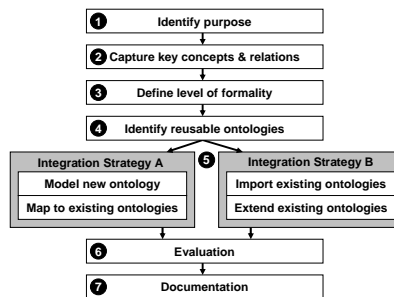 1 Identify purpose
2 Capture key concepts & relations
3 Define level of formality
4 Identify reusable ontologies
5
Integration Strategy A
Model new ontology
Map to existing ontologies
Integration Strategy B
Import existing ontologies
Extend existing ontologies
6 Evaluation
7 Documentation